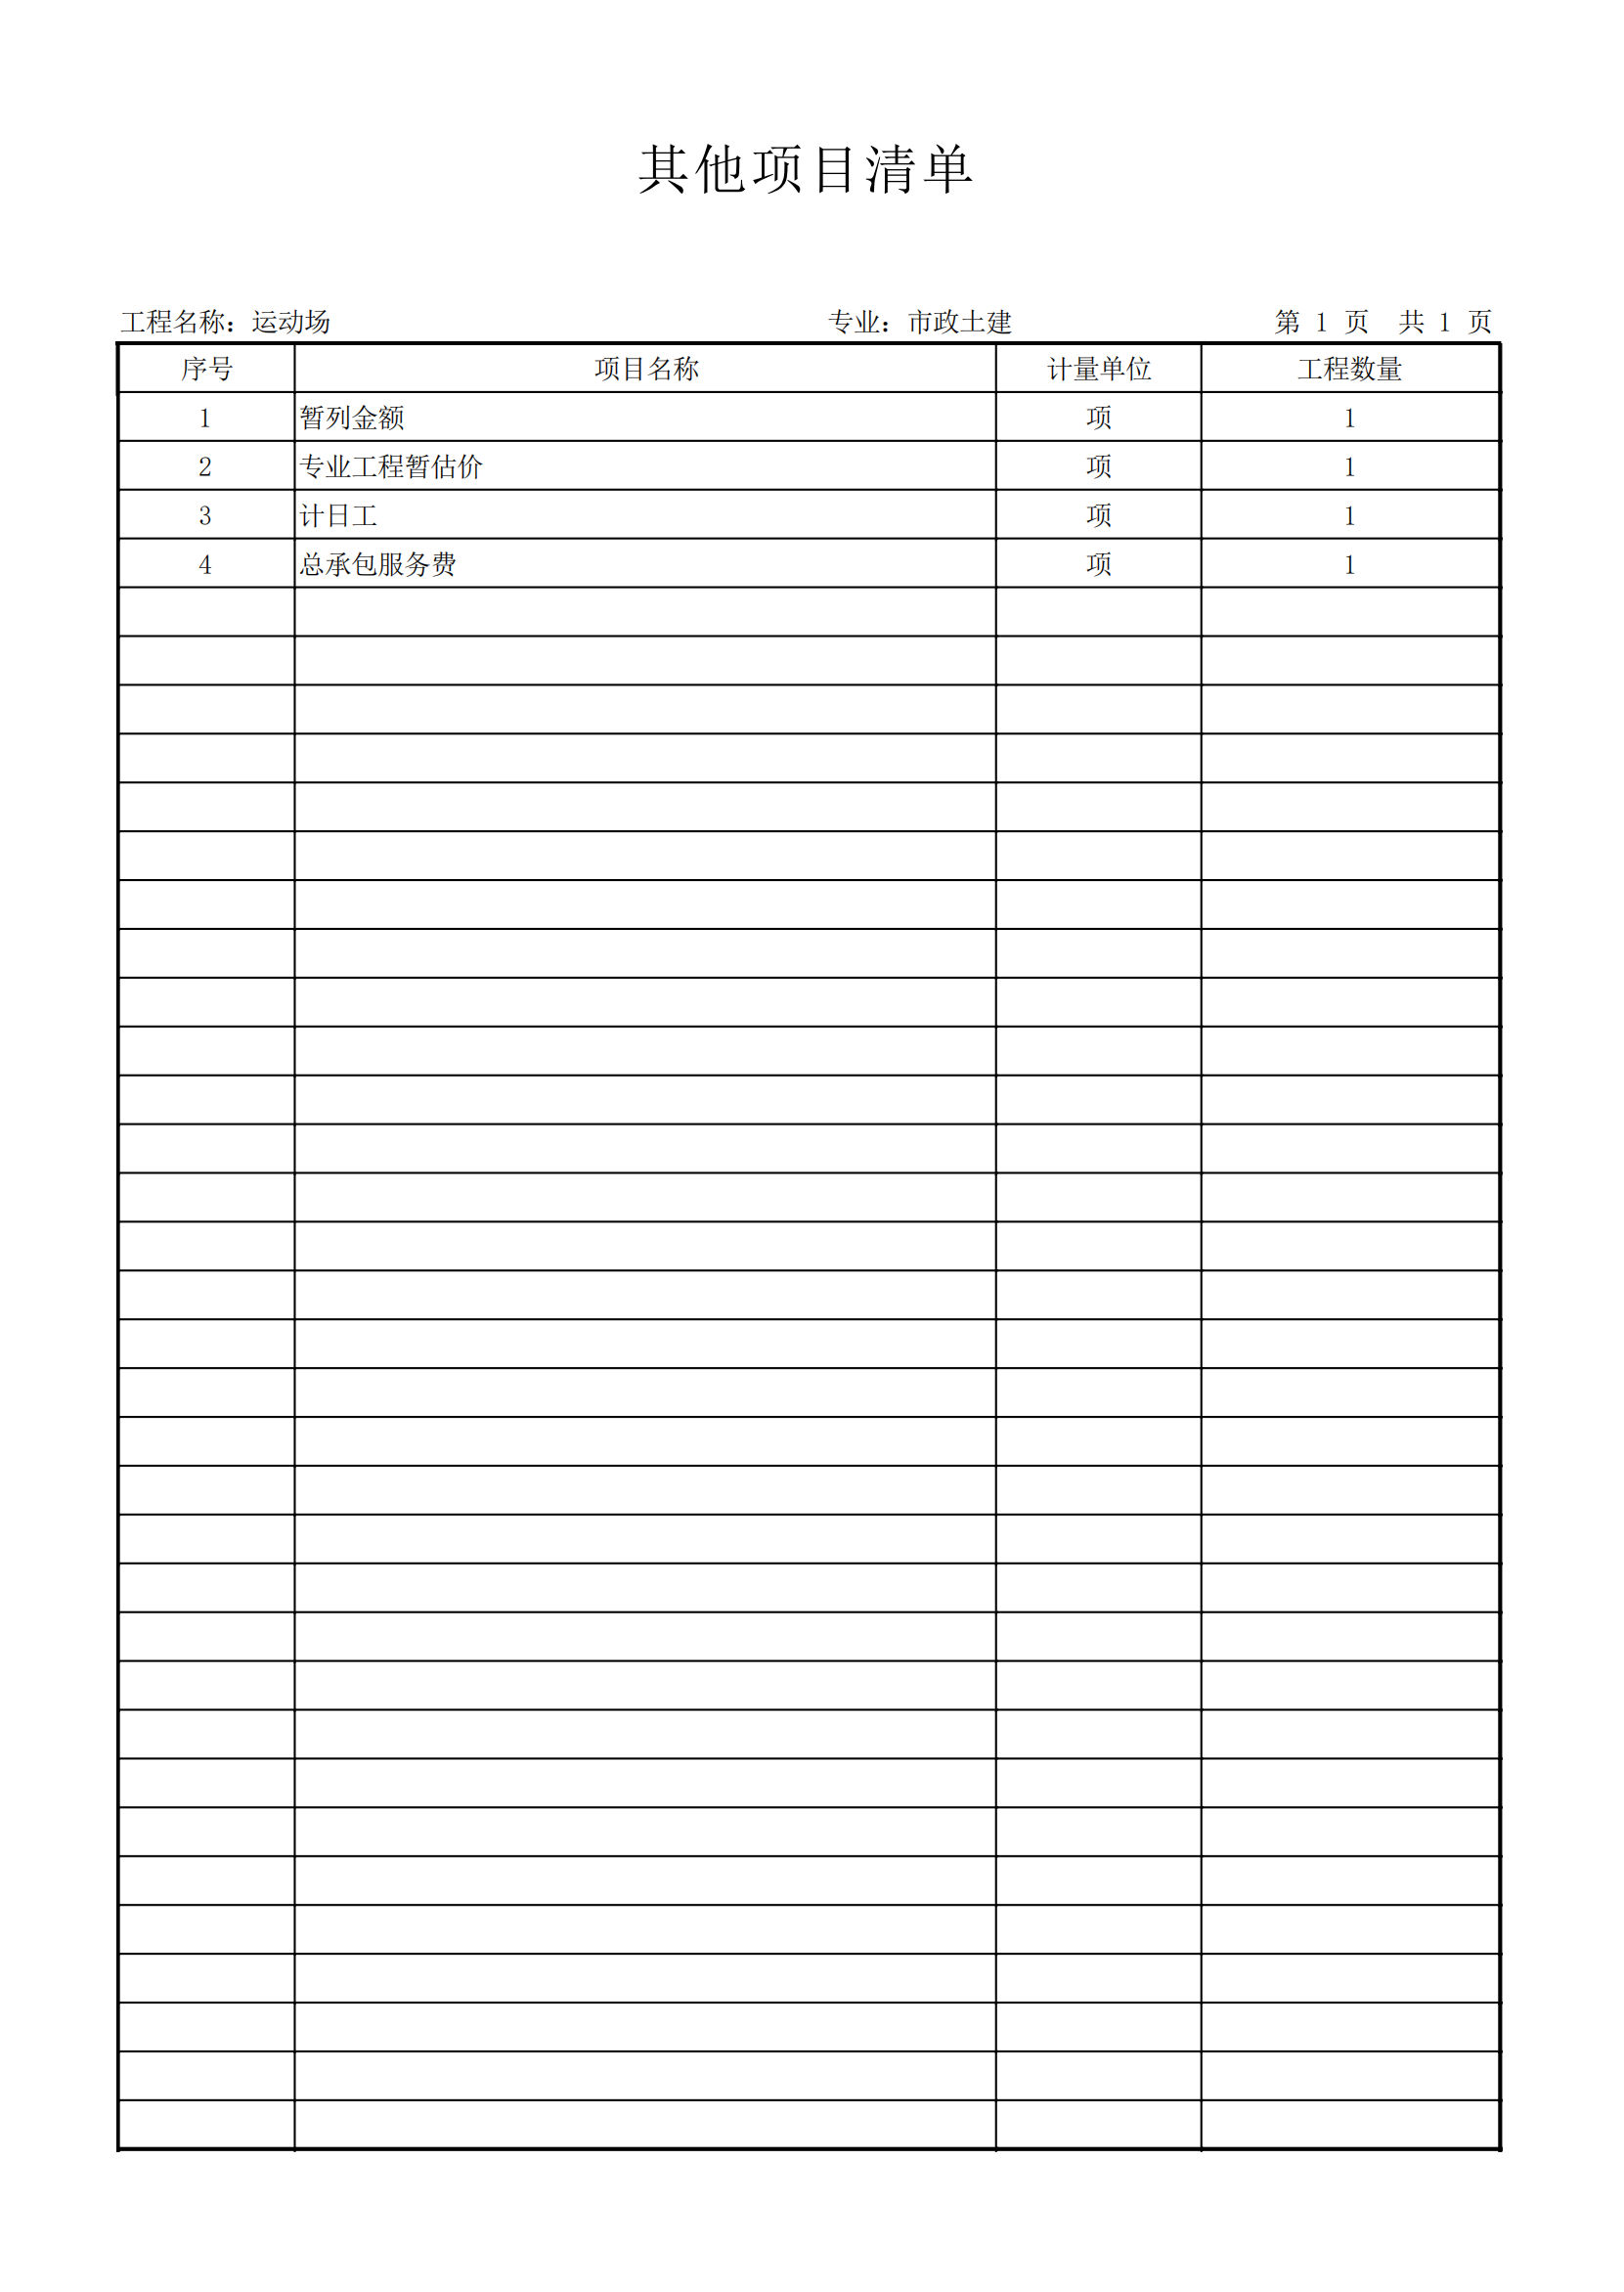 其他项目清单
工程名称：运动场 专业：市政土建 第 1 页 共 1 页
序号 项目名称 计量单位 工程数量
1 暂列金额 项 1
2 专业工程暂估价 项 1
3 计日工 项 1
4 总承包服务费 项 1